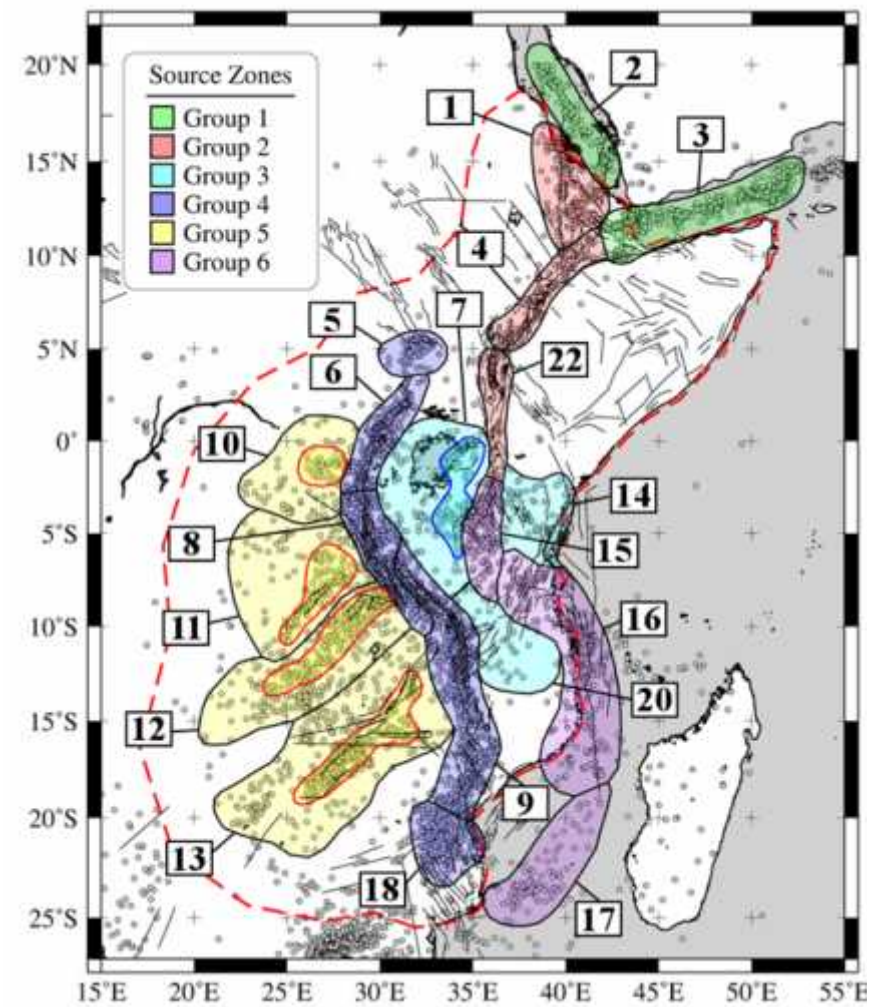 20°N
15°N
10°N
5°N
0°
5°S
10°S
15°S
20°S
25°S
15°E
20°E
25°E
30°E
35°E
40°E
45°E
50°E
55°E
Source Zones
Group 1
Group 2
Group 3
Group 4
Group 5
Group 6
1
2
3
4
7
5
6
22
10
8
14
15
11
16
12
20
9
13
18
17